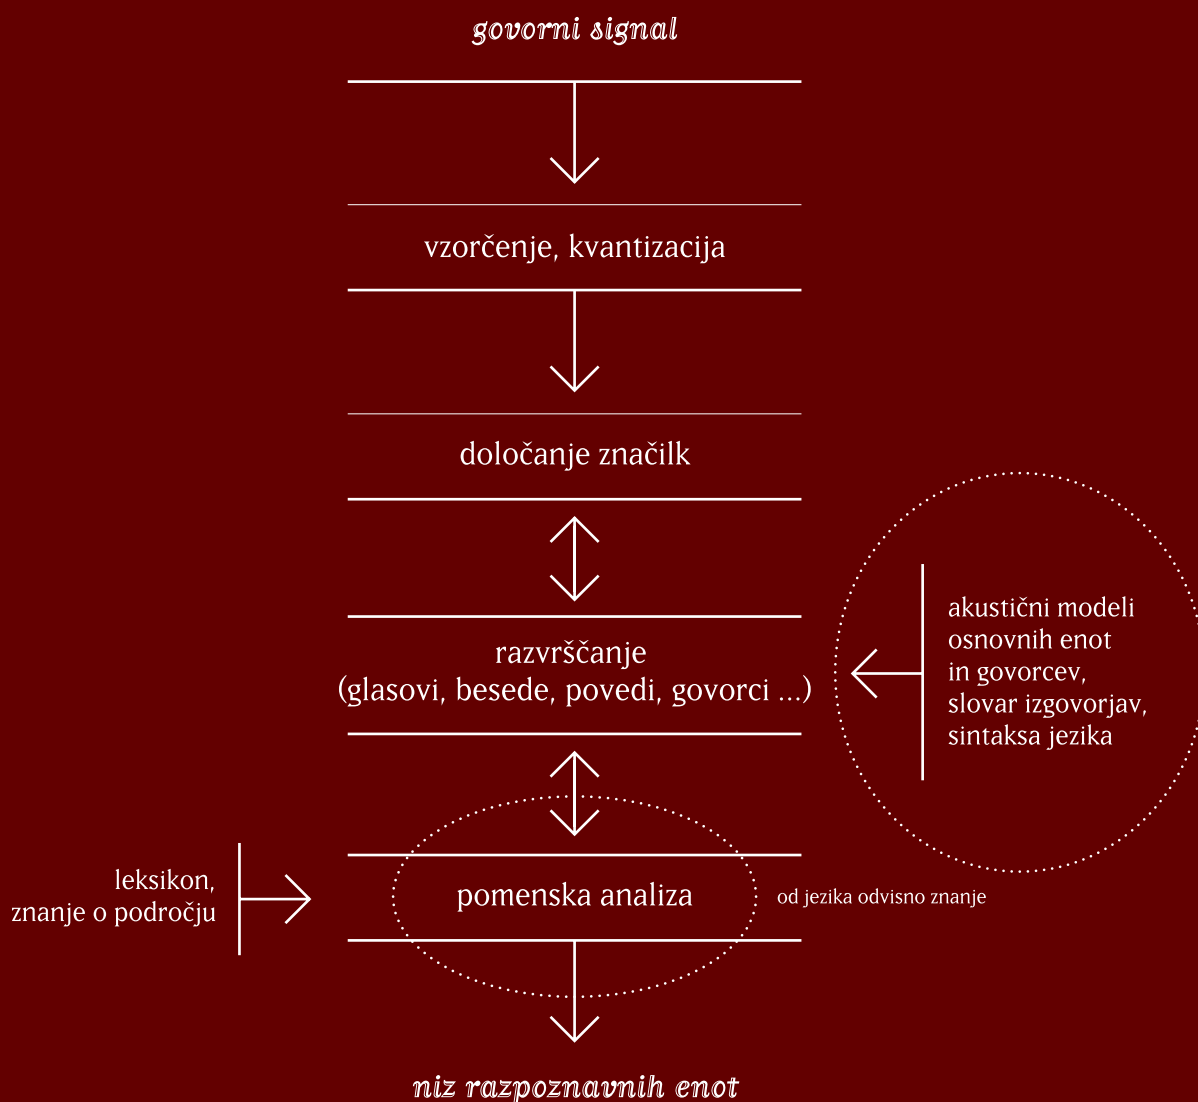 govorni signal
vzorčenje, kvantizacija
določanje značilk
razvrščanje
(glasovi, besede, povedi, govorci ...)
akustični modeli
osnovnih enot
in govorcev,
slovar izgovorjav,
sintaksa jezika
leksikon,
znanje o področju
pomenska analiza
od jezika odvisno znanje
niz razpoznavnih enot